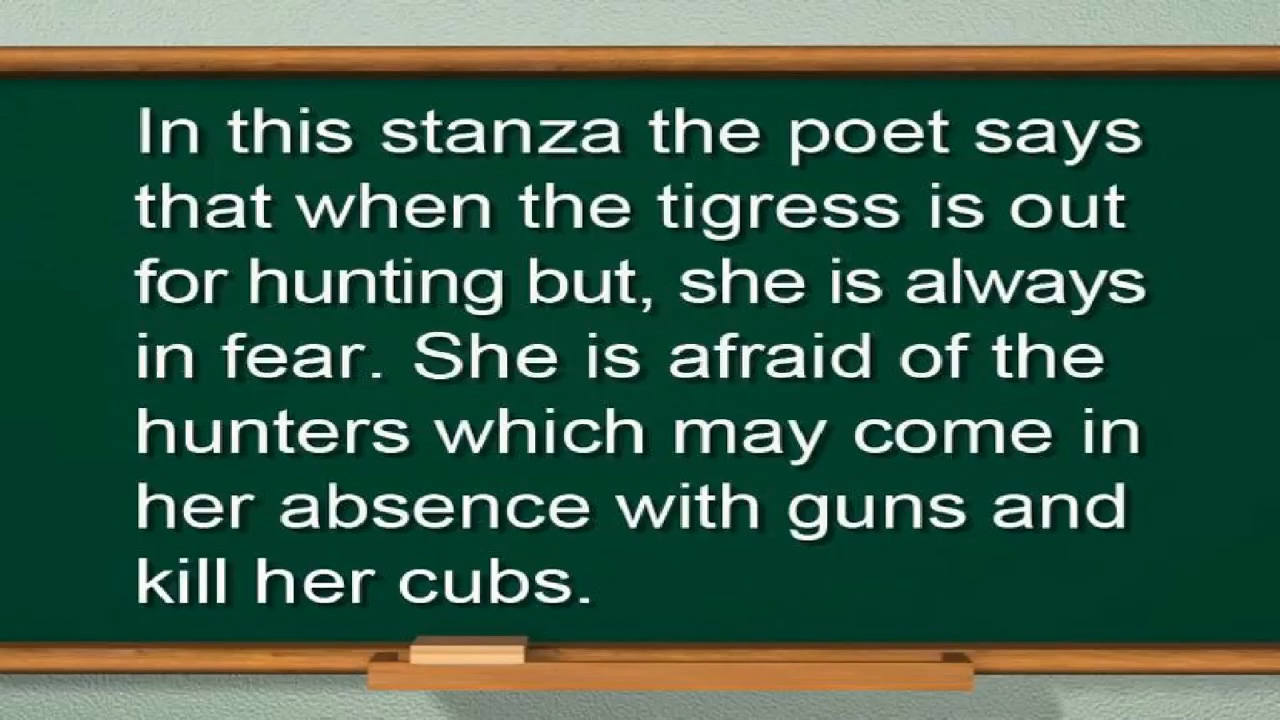 In this stanza the poet says
that when the tigress is out
for hunting but, she is always
in fear. She is afraid of the
hunters which may come in
her absence with guns and
kill her cubs.